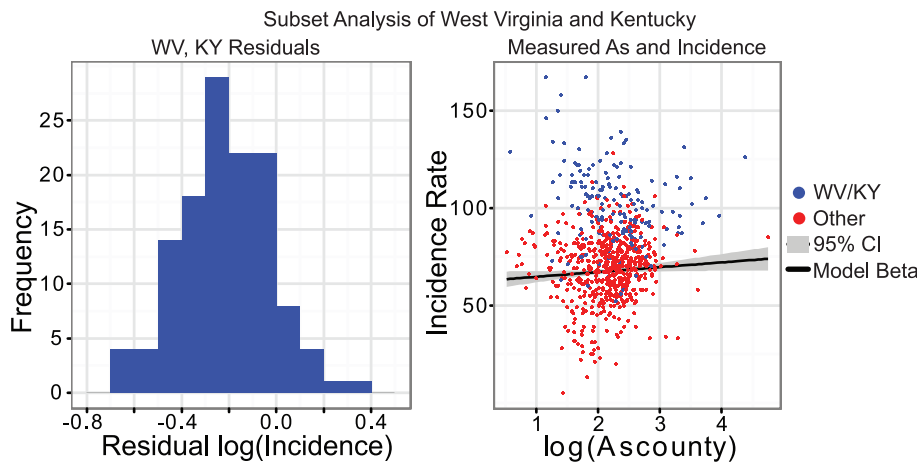 Subset Analysis of West Virginia and Kentucky
WV, KY Residuals
Measured As and Incidence
Frequency
25
20
15
10
5
0
-0.8
-0.4
0.0
0.4
Residual log(Incidence)
Incidence Rate
150
100
50
1
2
3
4
log(Ascounty)
WV/KY
Other
95% CI
Model Beta